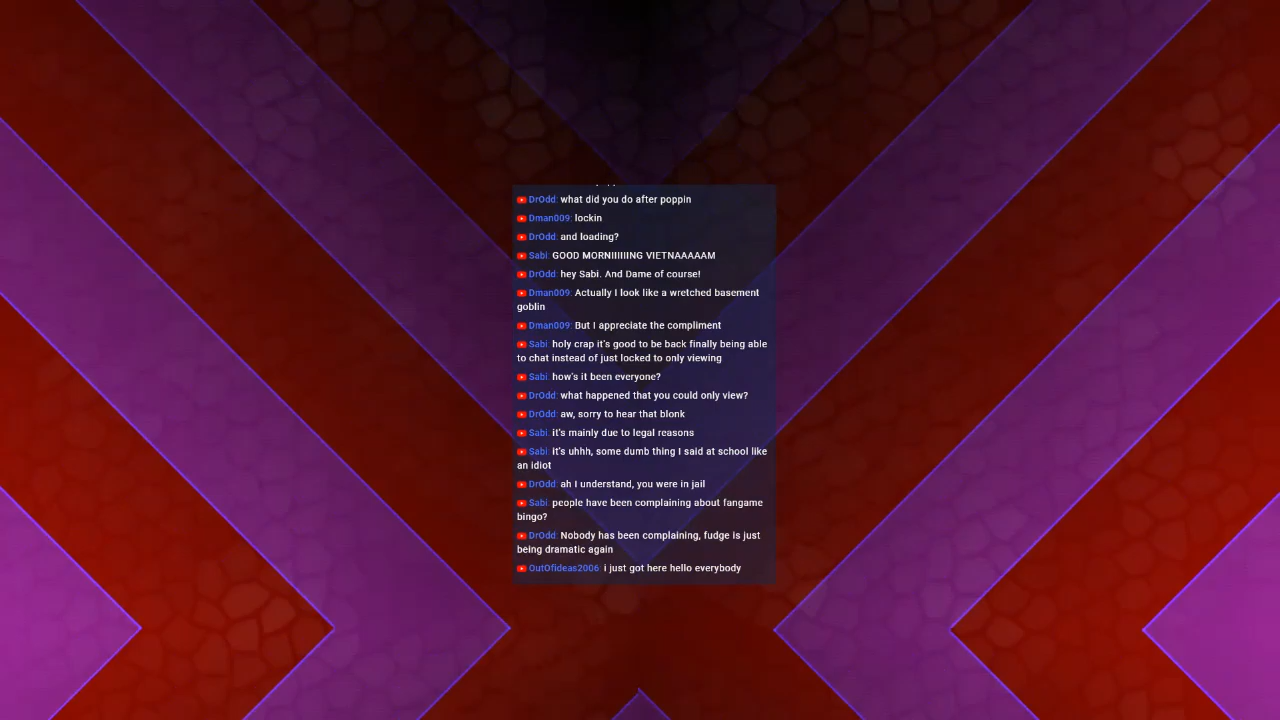 DrOdd: what did you do after poppin
Dman009: lockin
DrOdd: and loading?
Sabi: GOOD MORNIIIIING VIETNAAAAAM
DrOdd: hey Sabi. And Dame of course!
Dman009: Actually I look like a wretched basement
goblin
Dman009: But I appreciate the compliment
Sabi: holy crap it's good to be back finally being able
to chat instead of just locked to only viewing
Sabi: how's it been everyone?
DrOdd: what happened that you could only view?
DrOdd: aw, sorry to hear that blonk
Sabi: it's mainly due to legal reasons
Sabi: it's uhhh, some dumb thing I said at school like
an idiot
DrOdd: ah I understand, you were in jail
Sabi: people have been complaining about fangame
bingo?
DrOdd: Nobody has been complaining, fudge is just
being dramatic again
OutOfideas2006: i just got here hello everybody